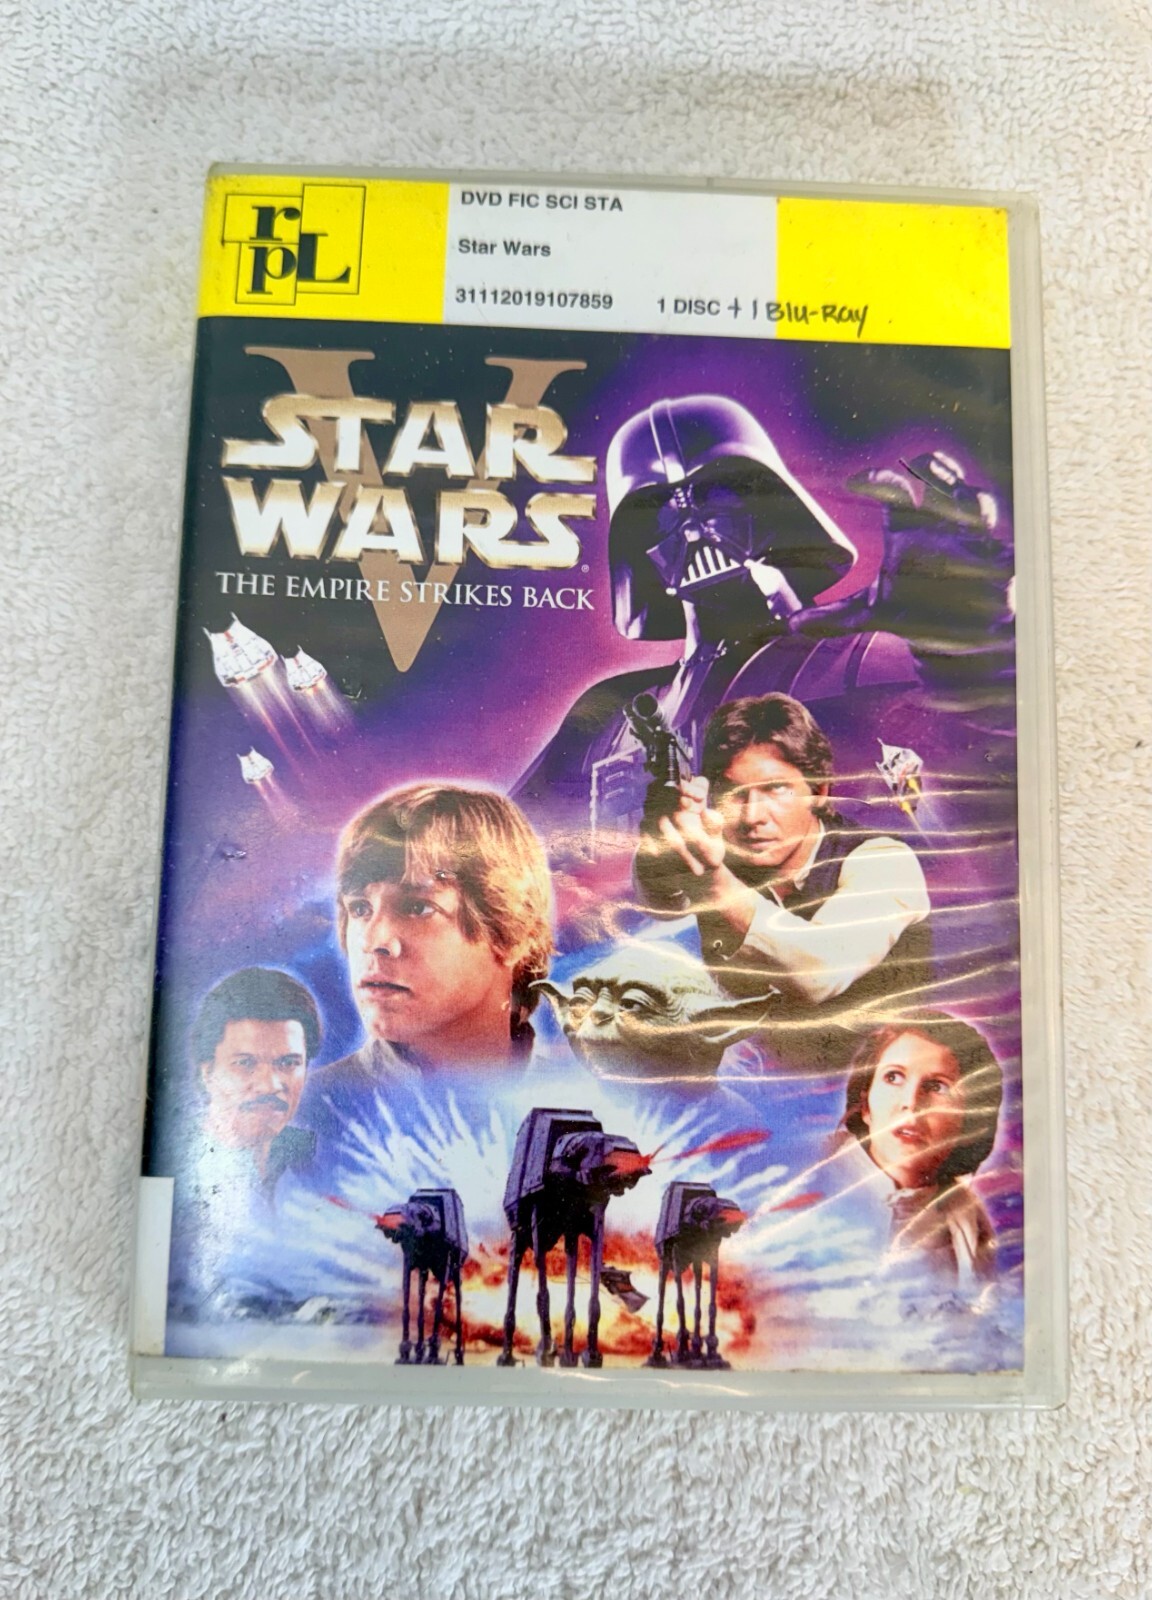 rpL
DVD FIC SCI STA
Star Wars
31112019107859 1 DISC + 1 Blu-Ray
V
STAR
WARS®
THE EMPIRE STRIKES BACK